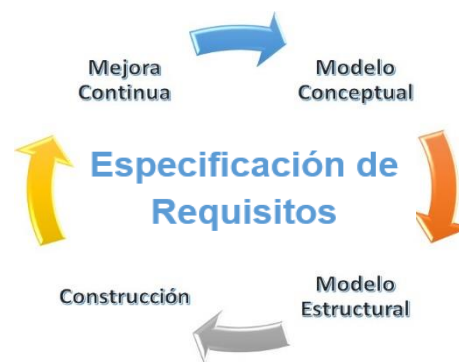 Mejora
Continua
Modelo
Conceptual
Especificación de
Requisitos
Construcción
Modelo
Estructural